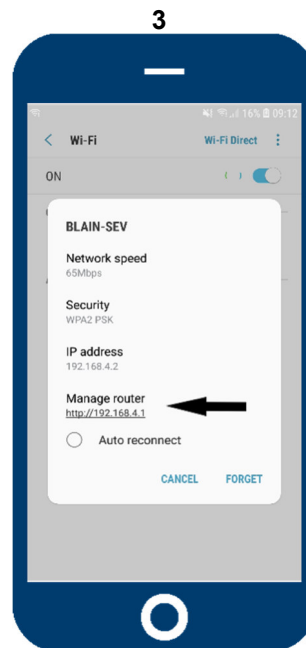 3
16% 09:12
Wi-Fi
Wi-Fi Direct
ON
BLAIN-SEV
Network speed
65Mbps
Security
WPA2 PSK
IP address
192.168.4.2
Manage router
http://192.168.4.1
Auto reconnect
CANCEL FORGET